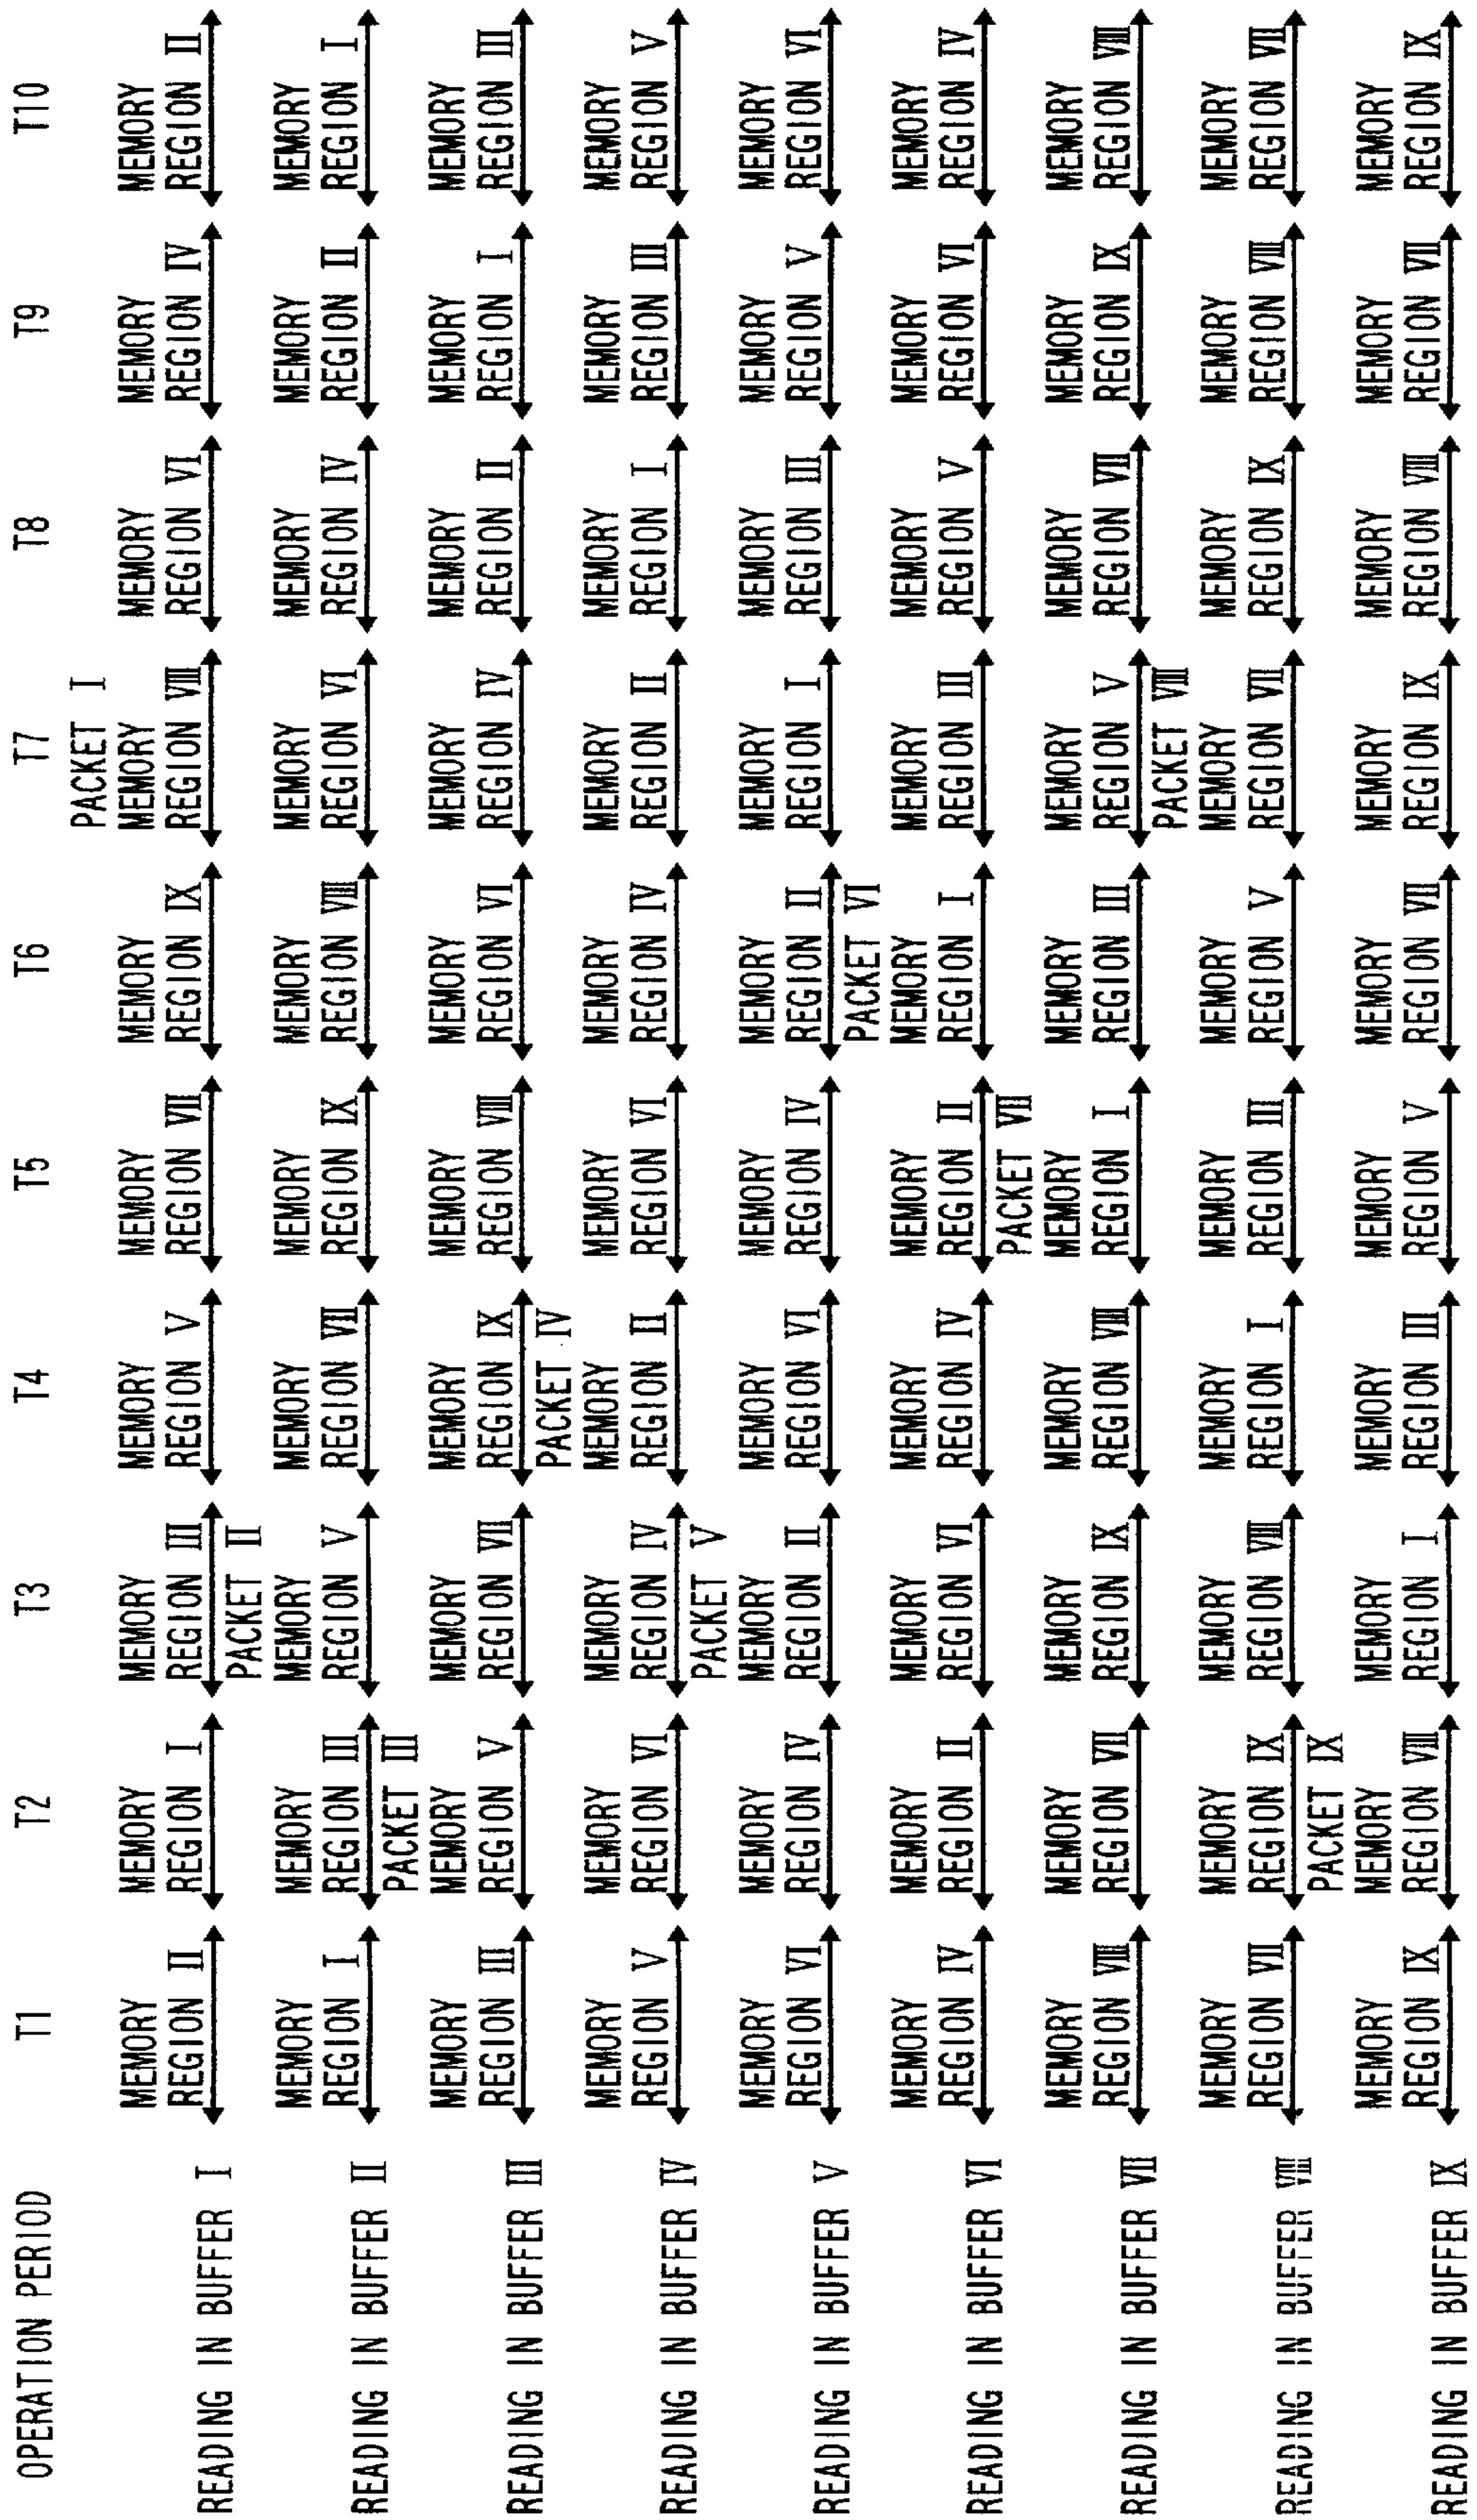 OPERATION PERIOD T1 T2 T3 T4 T5 T6 T7 T8 T9 T10
PACKET I
MEMORY MEMORY MEMORY MEMORY MEMORY MEMORY MEMORY MEMORY MEMORY MEMORY
REGION II REGION I REGION III REGION V REGION VII REGION IX REGION VIII REGION VI REGION IV REGION II
READING IN BUFFER I
PACKET II
MEMORY MEMORY MEMORY MEMORY MEMORY MEMORY MEMORY MEMORY MEMORY MEMORY
REGION I REGION III REGION V REGION VII REGION IX REGION VIII REGION VI REGION IV REGION II REGION I
READING IN BUFFER II
PACKET III
MEMORY MEMORY MEMORY MEMORY MEMORY MEMORY MEMORY MEMORY MEMORY MEMORY
REGION III REGION V REGION VII REGION IX REGION VIII REGION VI REGION IV REGION II REGION I REGION III
READING IN BUFFER III
PACKET IV
MEMORY MEMORY MEMORY MEMORY MEMORY MEMORY MEMORY MEMORY MEMORY MEMORY
REGION V REGION VI REGION IV REGION II REGION VI REGION IV REGION II REGION I REGION III REGION V
READING IN BUFFER IV
PACKET V
MEMORY MEMORY MEMORY MEMORY MEMORY MEMORY MEMORY MEMORY MEMORY MEMORY
REGION VI REGION IV REGION II REGION VI REGION IV REGION II REGION I REGION III REGION V REGION VI
READING IN BUFFER V
PACKET VI
MEMORY MEMORY MEMORY MEMORY MEMORY MEMORY MEMORY MEMORY MEMORY MEMORY
REGION IV REGION II REGION VI REGION IV REGION II REGION I REGION III REGION V REGION VI REGION IV
READING IN BUFFER VI
PACKET VII
MEMORY MEMORY MEMORY MEMORY MEMORY MEMORY MEMORY MEMORY MEMORY MEMORY
REGION VIII REGION VII REGION IX REGION VIII REGION I REGION III REGION V REGION VII REGION IX REGION VIII
READING IN BUFFER VII
PACKET VIII
MEMORY MEMORY MEMORY MEMORY MEMORY MEMORY MEMORY MEMORY MEMORY MEMORY
REGION VII REGION IX REGION VIII REGION I REGION III REGION V REGION VII REGION IX REGION VIII REGION VII
READING IN BUFFER VIII
PACKET IX
MEMORY MEMORY MEMORY MEMORY MEMORY MEMORY MEMORY MEMORY MEMORY MEMORY
REGION IX REGION VIII REGION I REGION III REGION V REGION VII REGION IX REGION VIII REGION VII REGION IX
READING IN BUFFER IX